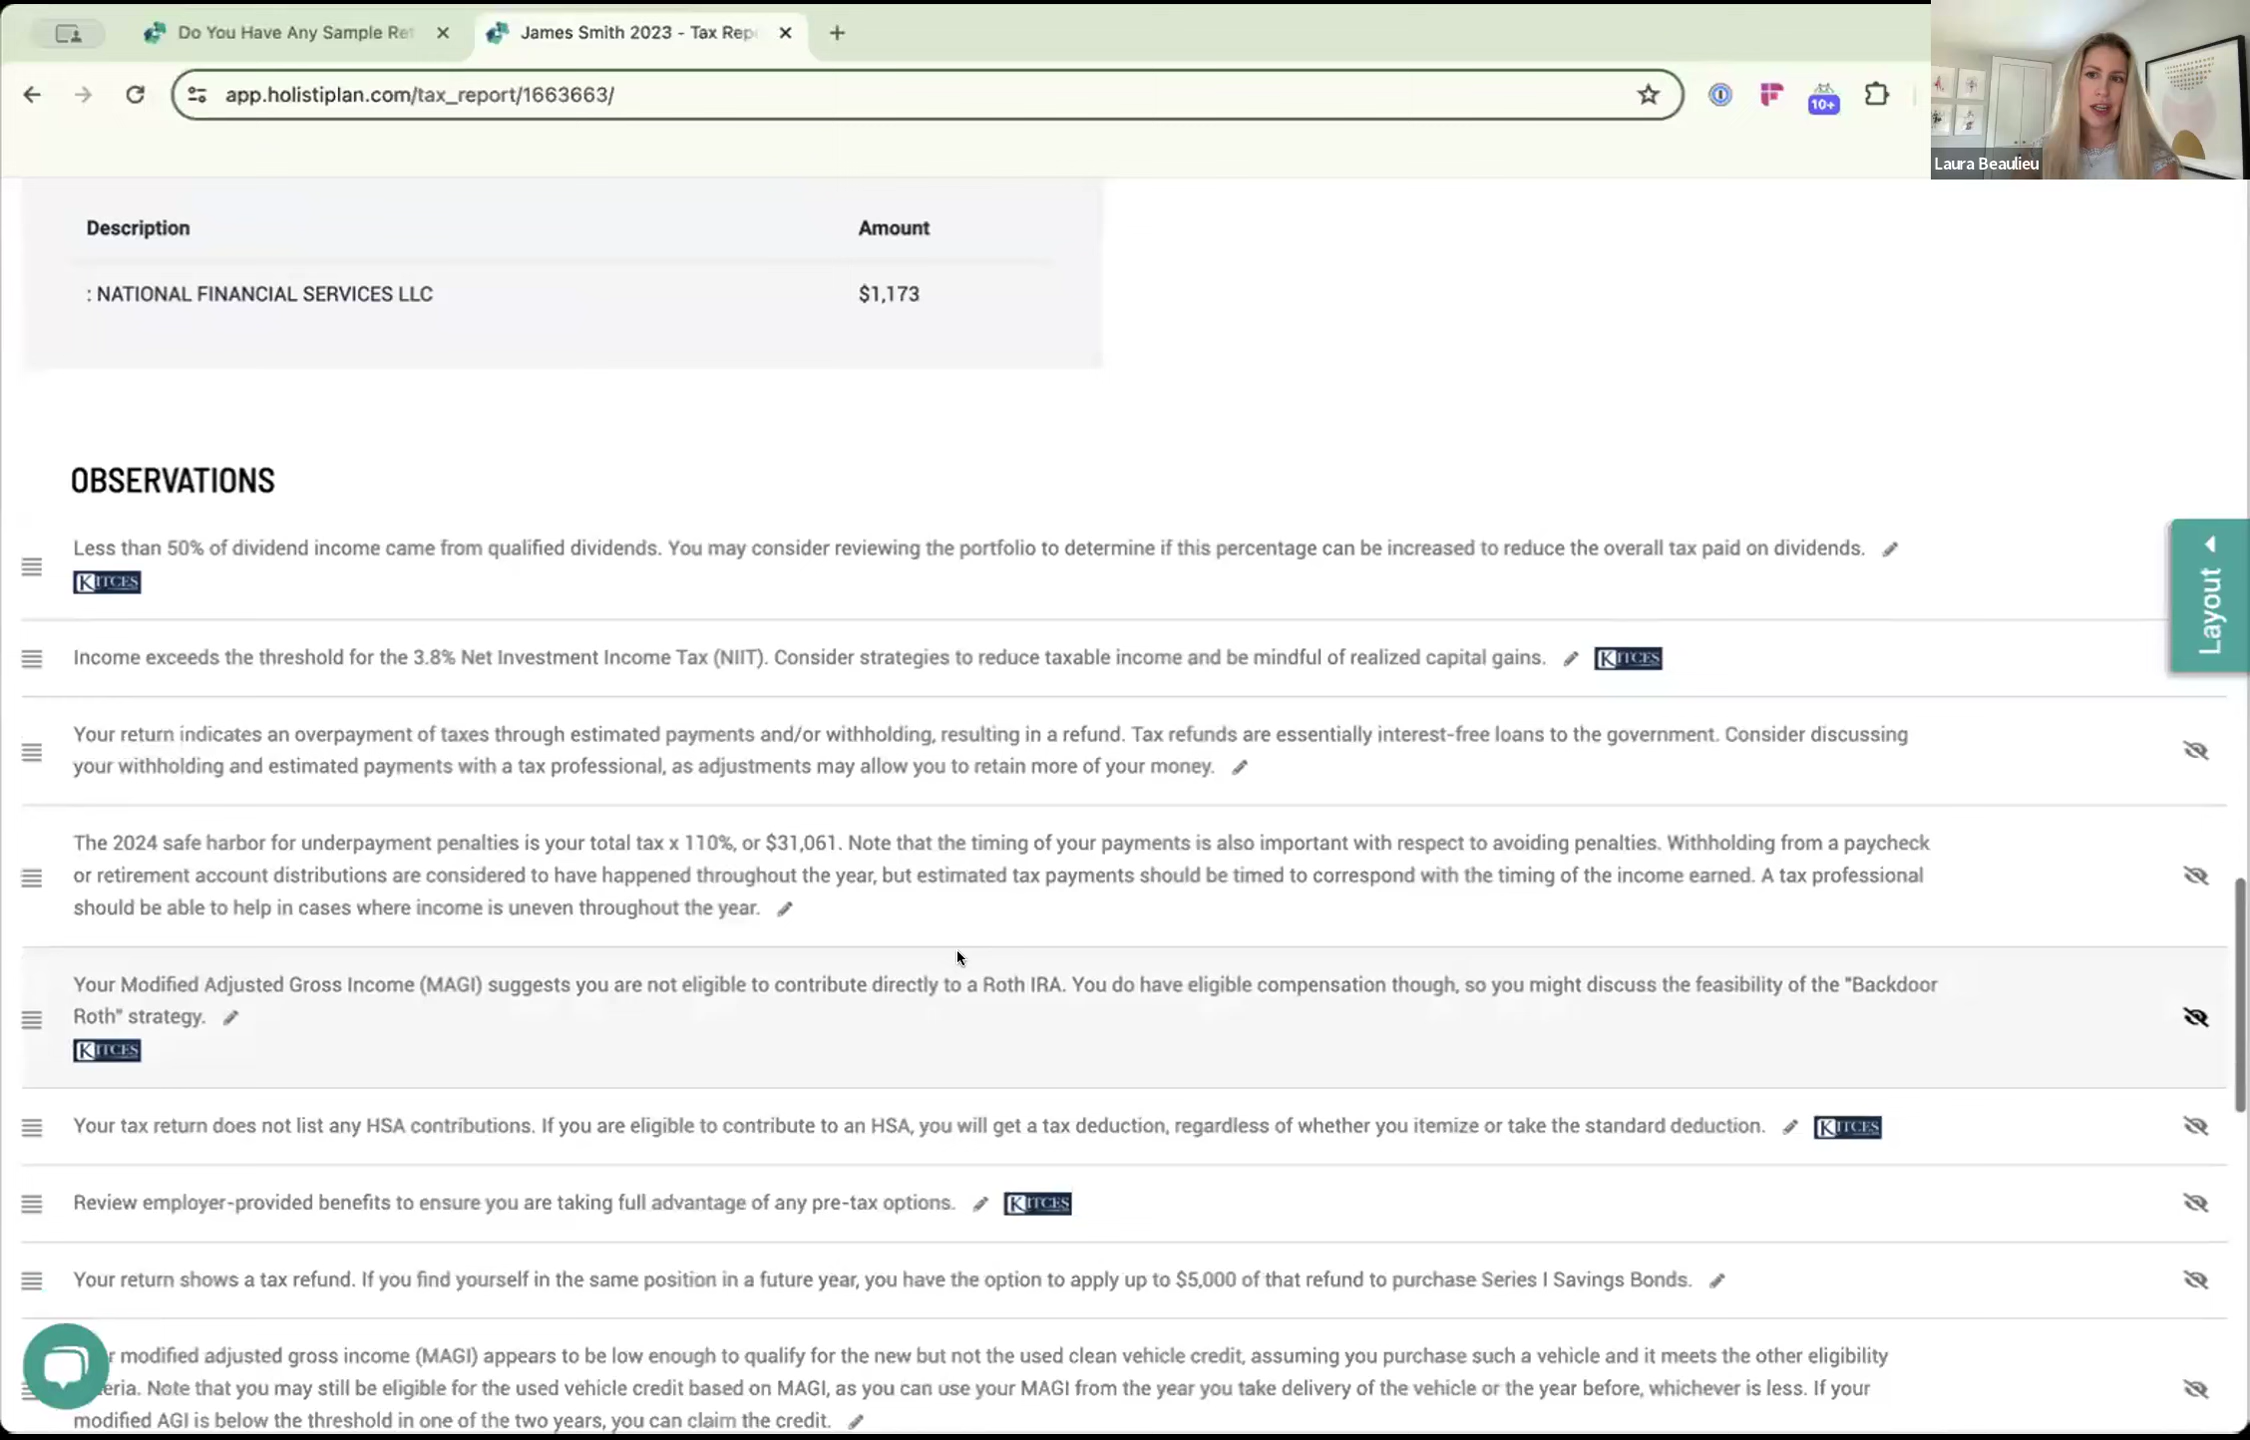 Do You Have Any Sample Ret
James Smith 2023 - Tax Rep
app.holistiplan.com/tax_report/1663663/
10+
Laura Beaulieu
Description Amount
: NATIONAL FINANCIAL SERVICES LLC $1,173
OBSERVATIONS
Less than 50% of dividend income came from qualified dividends. You may consider reviewing the portfolio to determine if this percentage can be increased to reduce the overall tax paid on dividends.
KITCES
Layout
Income exceeds the threshold for the 3.8% Net Investment Income Tax (NIIT). Consider strategies to reduce taxable income and be mindful of realized capital gains. KITCES
Your return indicates an overpayment of taxes through estimated payments and/or withholding, resulting in a refund. Tax refunds are essentially interest-free loans to the government. Consider discussing
your withholding and estimated payments with a tax professional, as adjustments may allow you to retain more of your money.
The 2024 safe harbor for underpayment penalties is your total tax x 110%, or $31,061. Note that the timing of your payments is also important with respect to avoiding penalties. Withholding from a paycheck
or retirement account distributions are considered to have happened throughout the year, but estimated tax payments should be timed to correspond with the timing of the income earned. A tax professional
should be able to help in cases where income is uneven throughout the year.
Your Modified Adjusted Gross Income (MAGI) suggests you are not eligible to contribute directly to a Roth IRA. You do have eligible compensation though, so you might discuss the feasibility of the "Backdoor
Roth" strategy.
KITCES
Your tax return does not list any HSA contributions. If you are eligible to contribute to an HSA, you will get a tax deduction, regardless of whether you itemize or take the standard deduction. KITCES
Review employer-provided benefits to ensure you are taking full advantage of any pre-tax options. KITCES
Your return shows a tax refund. If you find yourself in the same position in a future year, you have the option to apply up to $5,000 of that refund to purchase Series I Savings Bonds.
r modified adjusted gross income (MAGI) appears to be low enough to qualify for the new but not the used clean vehicle credit, assuming you purchase such a vehicle and it meets the other eligibility
eria. Note that you may still be eligible for the used vehicle credit based on MAGI, as you can use your MAGI from the year you take delivery of the vehicle or the year before, whichever is less. If your
modified AGI is below the threshold in one of the two years, you can claim the credit.